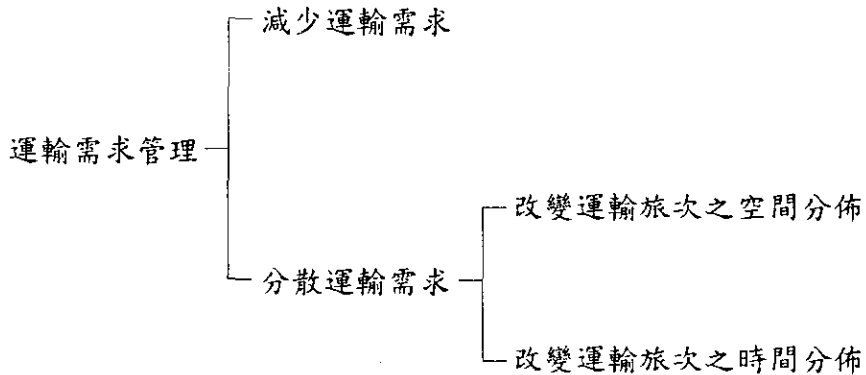 減少運輸需求
運輸需求管理
改變運輸旅次之空間分佈
分散運輸需求
改變運輸旅次之時間分佈